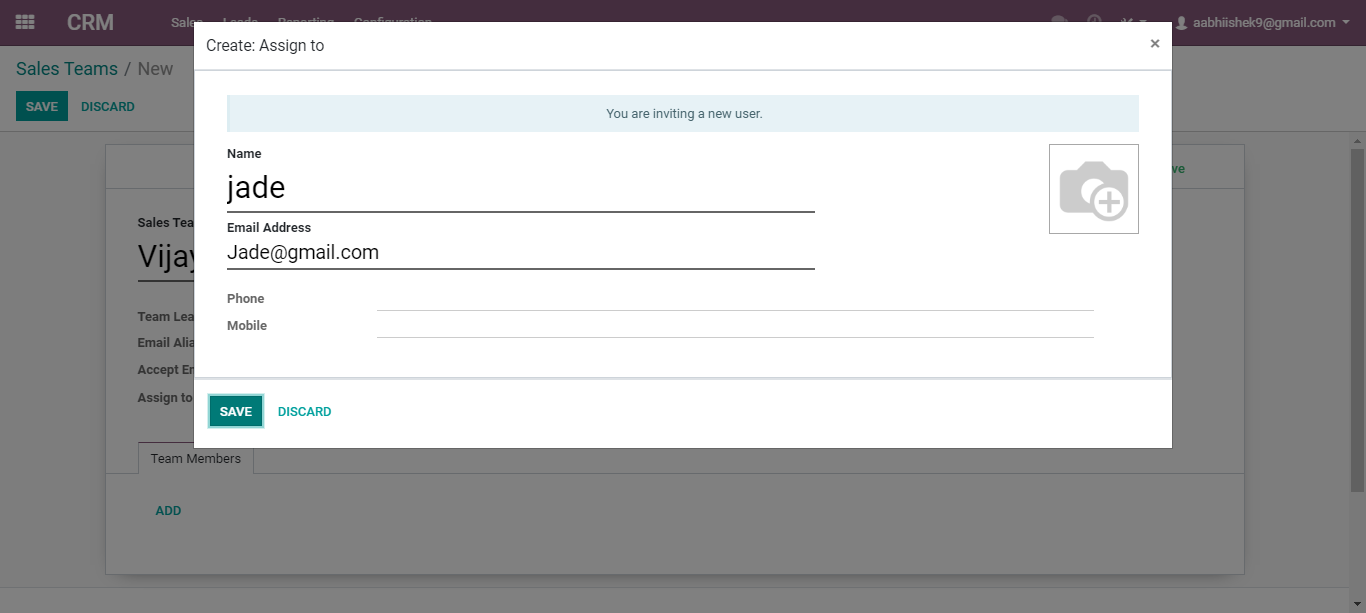 CRM
Sales Leads Reporting Configuration
aabhiishek9@gmail.com
Sales Teams / New
SAVE DISCARD
Create: Assign to
×
You are inviting a new user.
Name
jade
Email Address
Jade@gmail.com
Phone
Mobile
SAVE DISCARD
Sales Tea
Vijay
Team Lea
Email Alia
Accept Em
Assign to
ve
Team Members
ADD